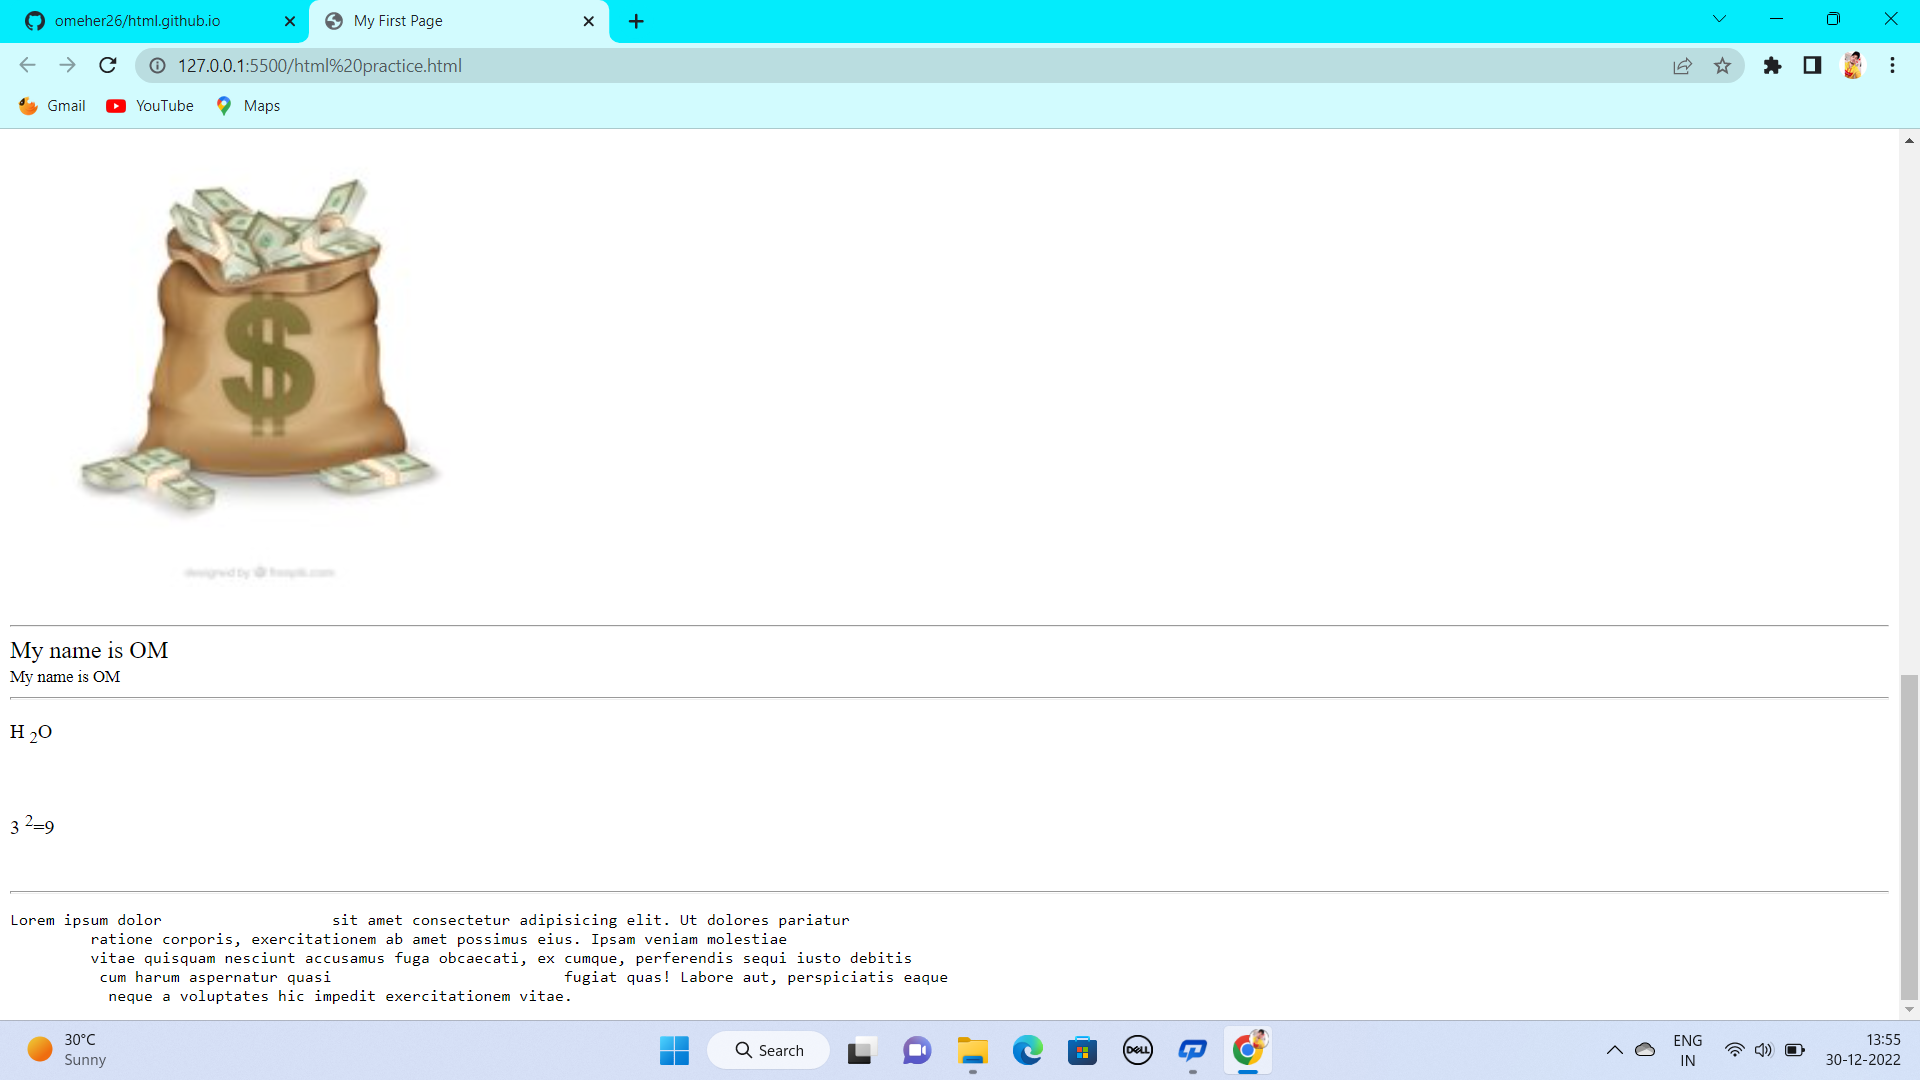 omeher26/html.github.io
My First Page
127.0.0.1:5500/html%20practice.html
Gmail
YouTube
Maps
$
designed by freepik.com
My name is OM
My name is OM
H 2O
3 2=9
Lorem ipsum dolor sit amet consectetur adipisicing elit. Ut dolores pariatur
ratione corporis, exercitationem ab amet possimus eius. Ipsam veniam molestiae
vitae quisquam nesciunt accusamus fuga obcaecati, ex cumque, perferendis sequi iusto debitis
cum harum aspernatur quasi fugiat quas! Labore aut, perspiciatis eaque
neque a voluptates hic impedit exercitationem vitae.
30°C
Sunny
Search
DELL
ENG
IN
13:55
30-12-2022